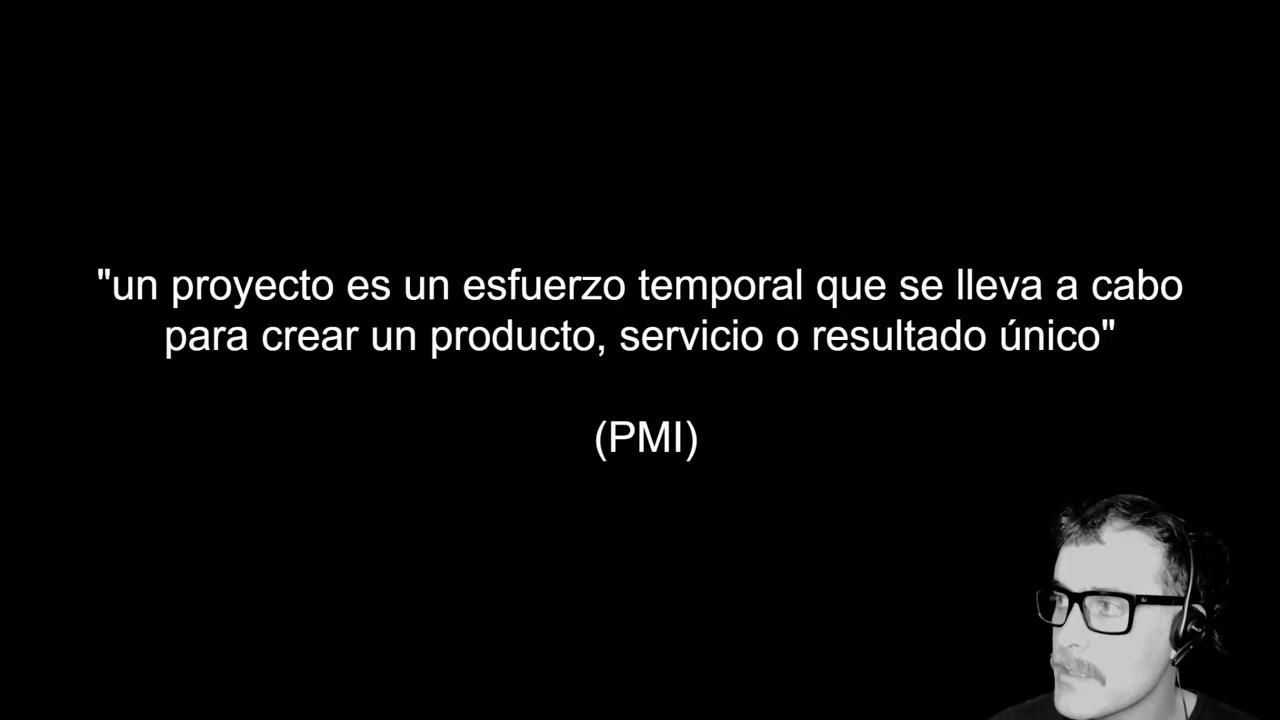 "un proyecto es un esfuerzo temporal que se lleva a cabo
para crear un producto, servicio o resultado único"
(PMI)